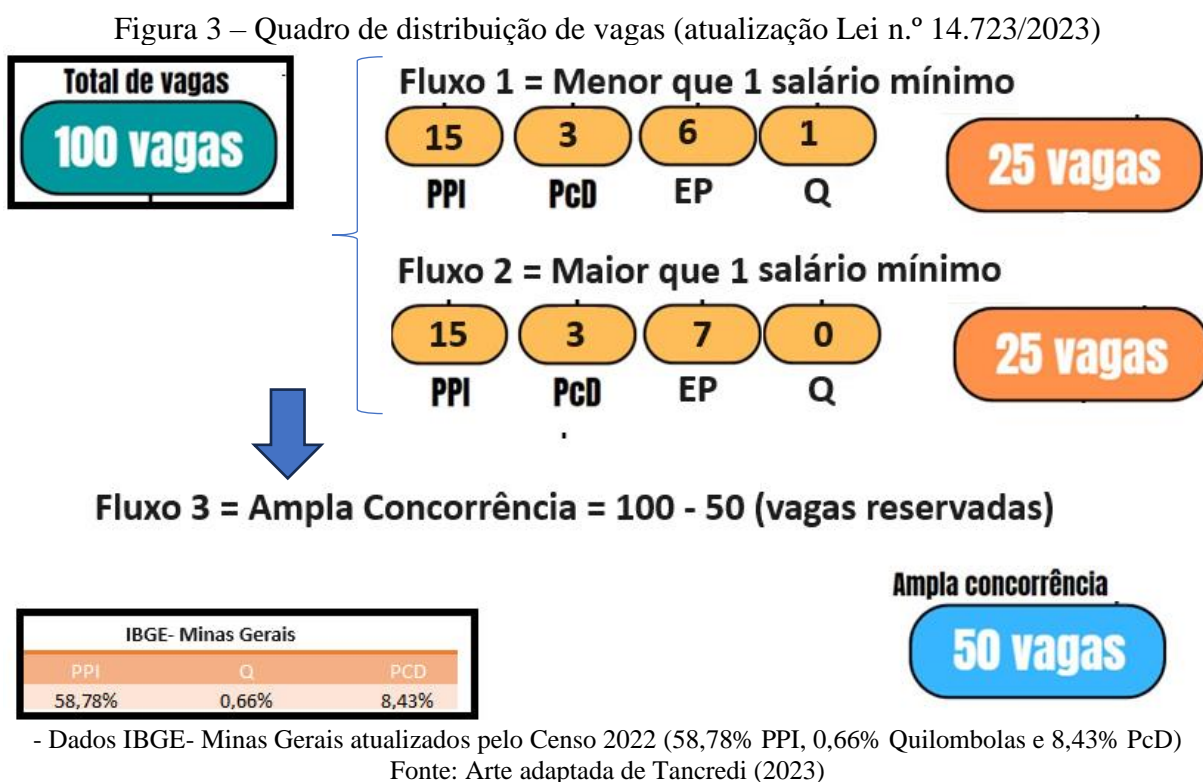 Figura 3 – Quadro de distribuição de vagas (atualização Lei n.º 14.723/2023)
Total de vagas
100 vagas
Fluxo 1 = Menor que 1 salário mínimo
15 3 6 1
PPI PcD EP Q
25 vagas
Fluxo 2 = Maior que 1 salário mínimo
15 3 7 0
PPI PcD EP Q
25 vagas
Fluxo 3 = Ampla Concorrência = 100 - 50 (vagas reservadas)
Ampla concorrência
50 vagas
IBGE- Minas Gerais
PPI Q PCD
58,78% 0,66% 8,43%
- Dados IBGE- Minas Gerais atualizados pelo Censo 2022 (58,78% PPI, 0,66% Quilombolas e 8,43% PcD)
Fonte: Arte adaptada de Tancredi (2023)